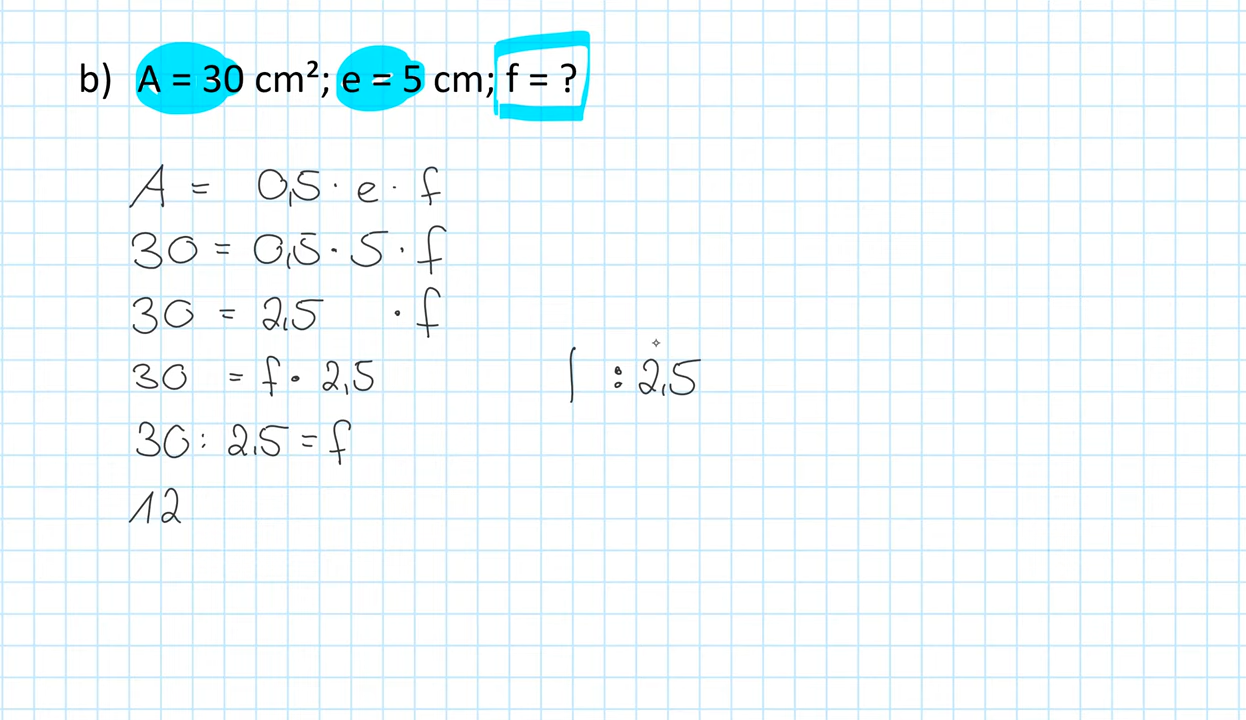 b) A = 30 cm²; e = 5 cm; f = ?
A = 0,5 · e · f
30 = 0,5 · 5 · f
30 = 2,5 · f
30 = f · 2,5 | : 2,5
30 : 2,5 = f
12